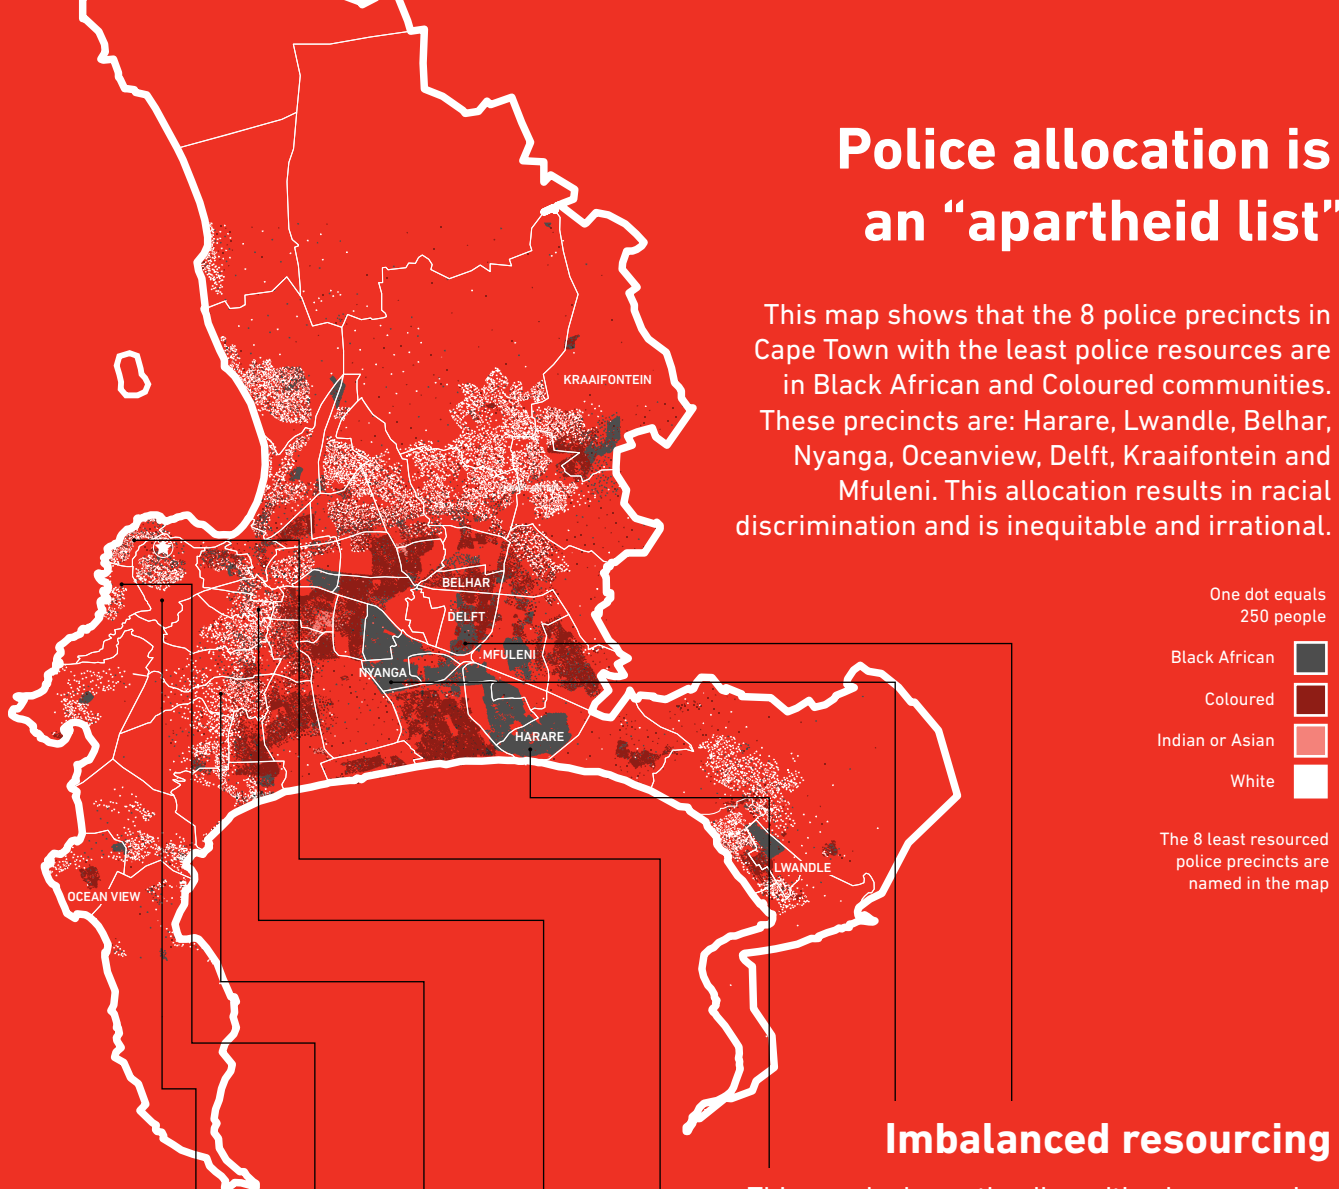 Police allocation is
an “apartheid list”
This map shows that the 8 police precincts in
Cape Town with the least police resources are
in Black African and Coloured communities.
These precincts are: Harare, Lwandle, Belhar,
Nyanga, Oceanview, Delft, Kraaifontein and
Mfuleni. This allocation results in racial
discrimination and is inequitable and irrational.
One dot equals
250 people
Black African
Coloured
Indian or Asian
White
The 8 least resourced
police precincts are
named in the map
KRAAIFONTEIN
BELHAR
DELFT
MFULENI
NYANGA
HARARE
LWANDLE
OCEAN VIEW
Imbalanced resourcing